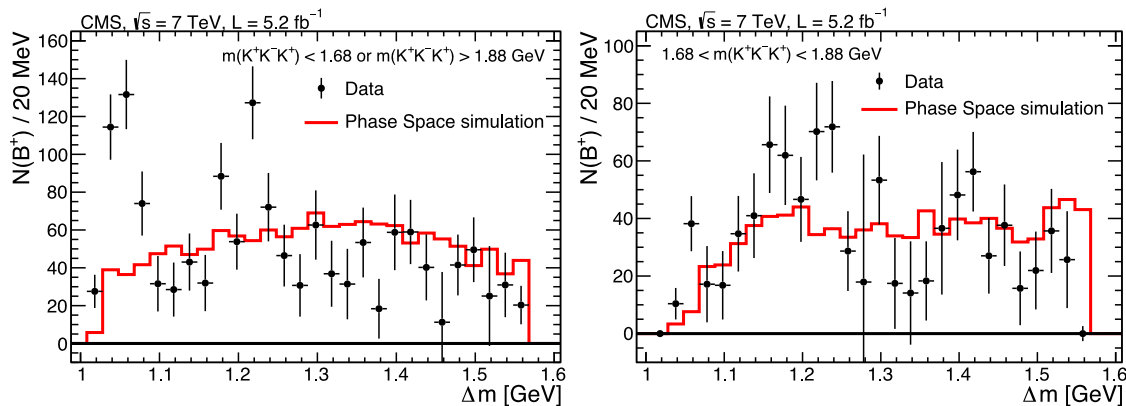 CMS, √s = 7 TeV, L = 5.2 fb⁻¹
m(K⁺K⁻K⁺) < 1.68 or m(K⁺K⁻K⁺) > 1.88 GeV
Data
Phase Space simulation
N(B⁺) / 20 MeV
160
140
120
100
80
60
40
20
0
1 1.1 1.2 1.3 1.4 1.5 1.6
Δm [GeV]
CMS, √s = 7 TeV, L = 5.2 fb⁻¹
1.68 < m(K⁺K⁻K⁺) < 1.88 GeV
Data
Phase Space simulation
N(B⁺) / 20 MeV
100
80
60
40
20
0
1 1.1 1.2 1.3 1.4 1.5 1.6
Δm [GeV]